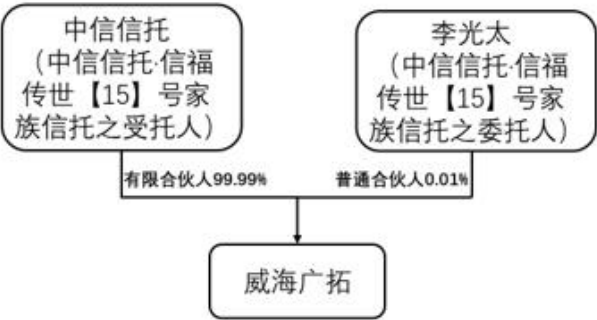 中信信托
（中信信托·信福
传世【15】号家
族信托之受托人）
李光太
（中信信托·信福
传世【15】号家
族信托之委托人）
有限合伙人99.99%
普通合伙人0.01%
威海广拓